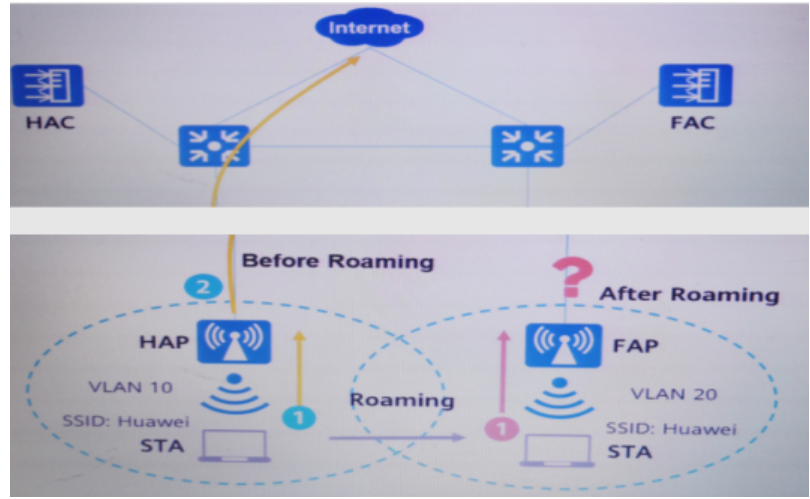 Internet
HAC
FAC
Before Roaming
2
?
After Roaming
HAP
FAP
VLAN 10
Roaming
VLAN 20
SSID: Huawei
1
1
SSID: Huawei
STA
STA